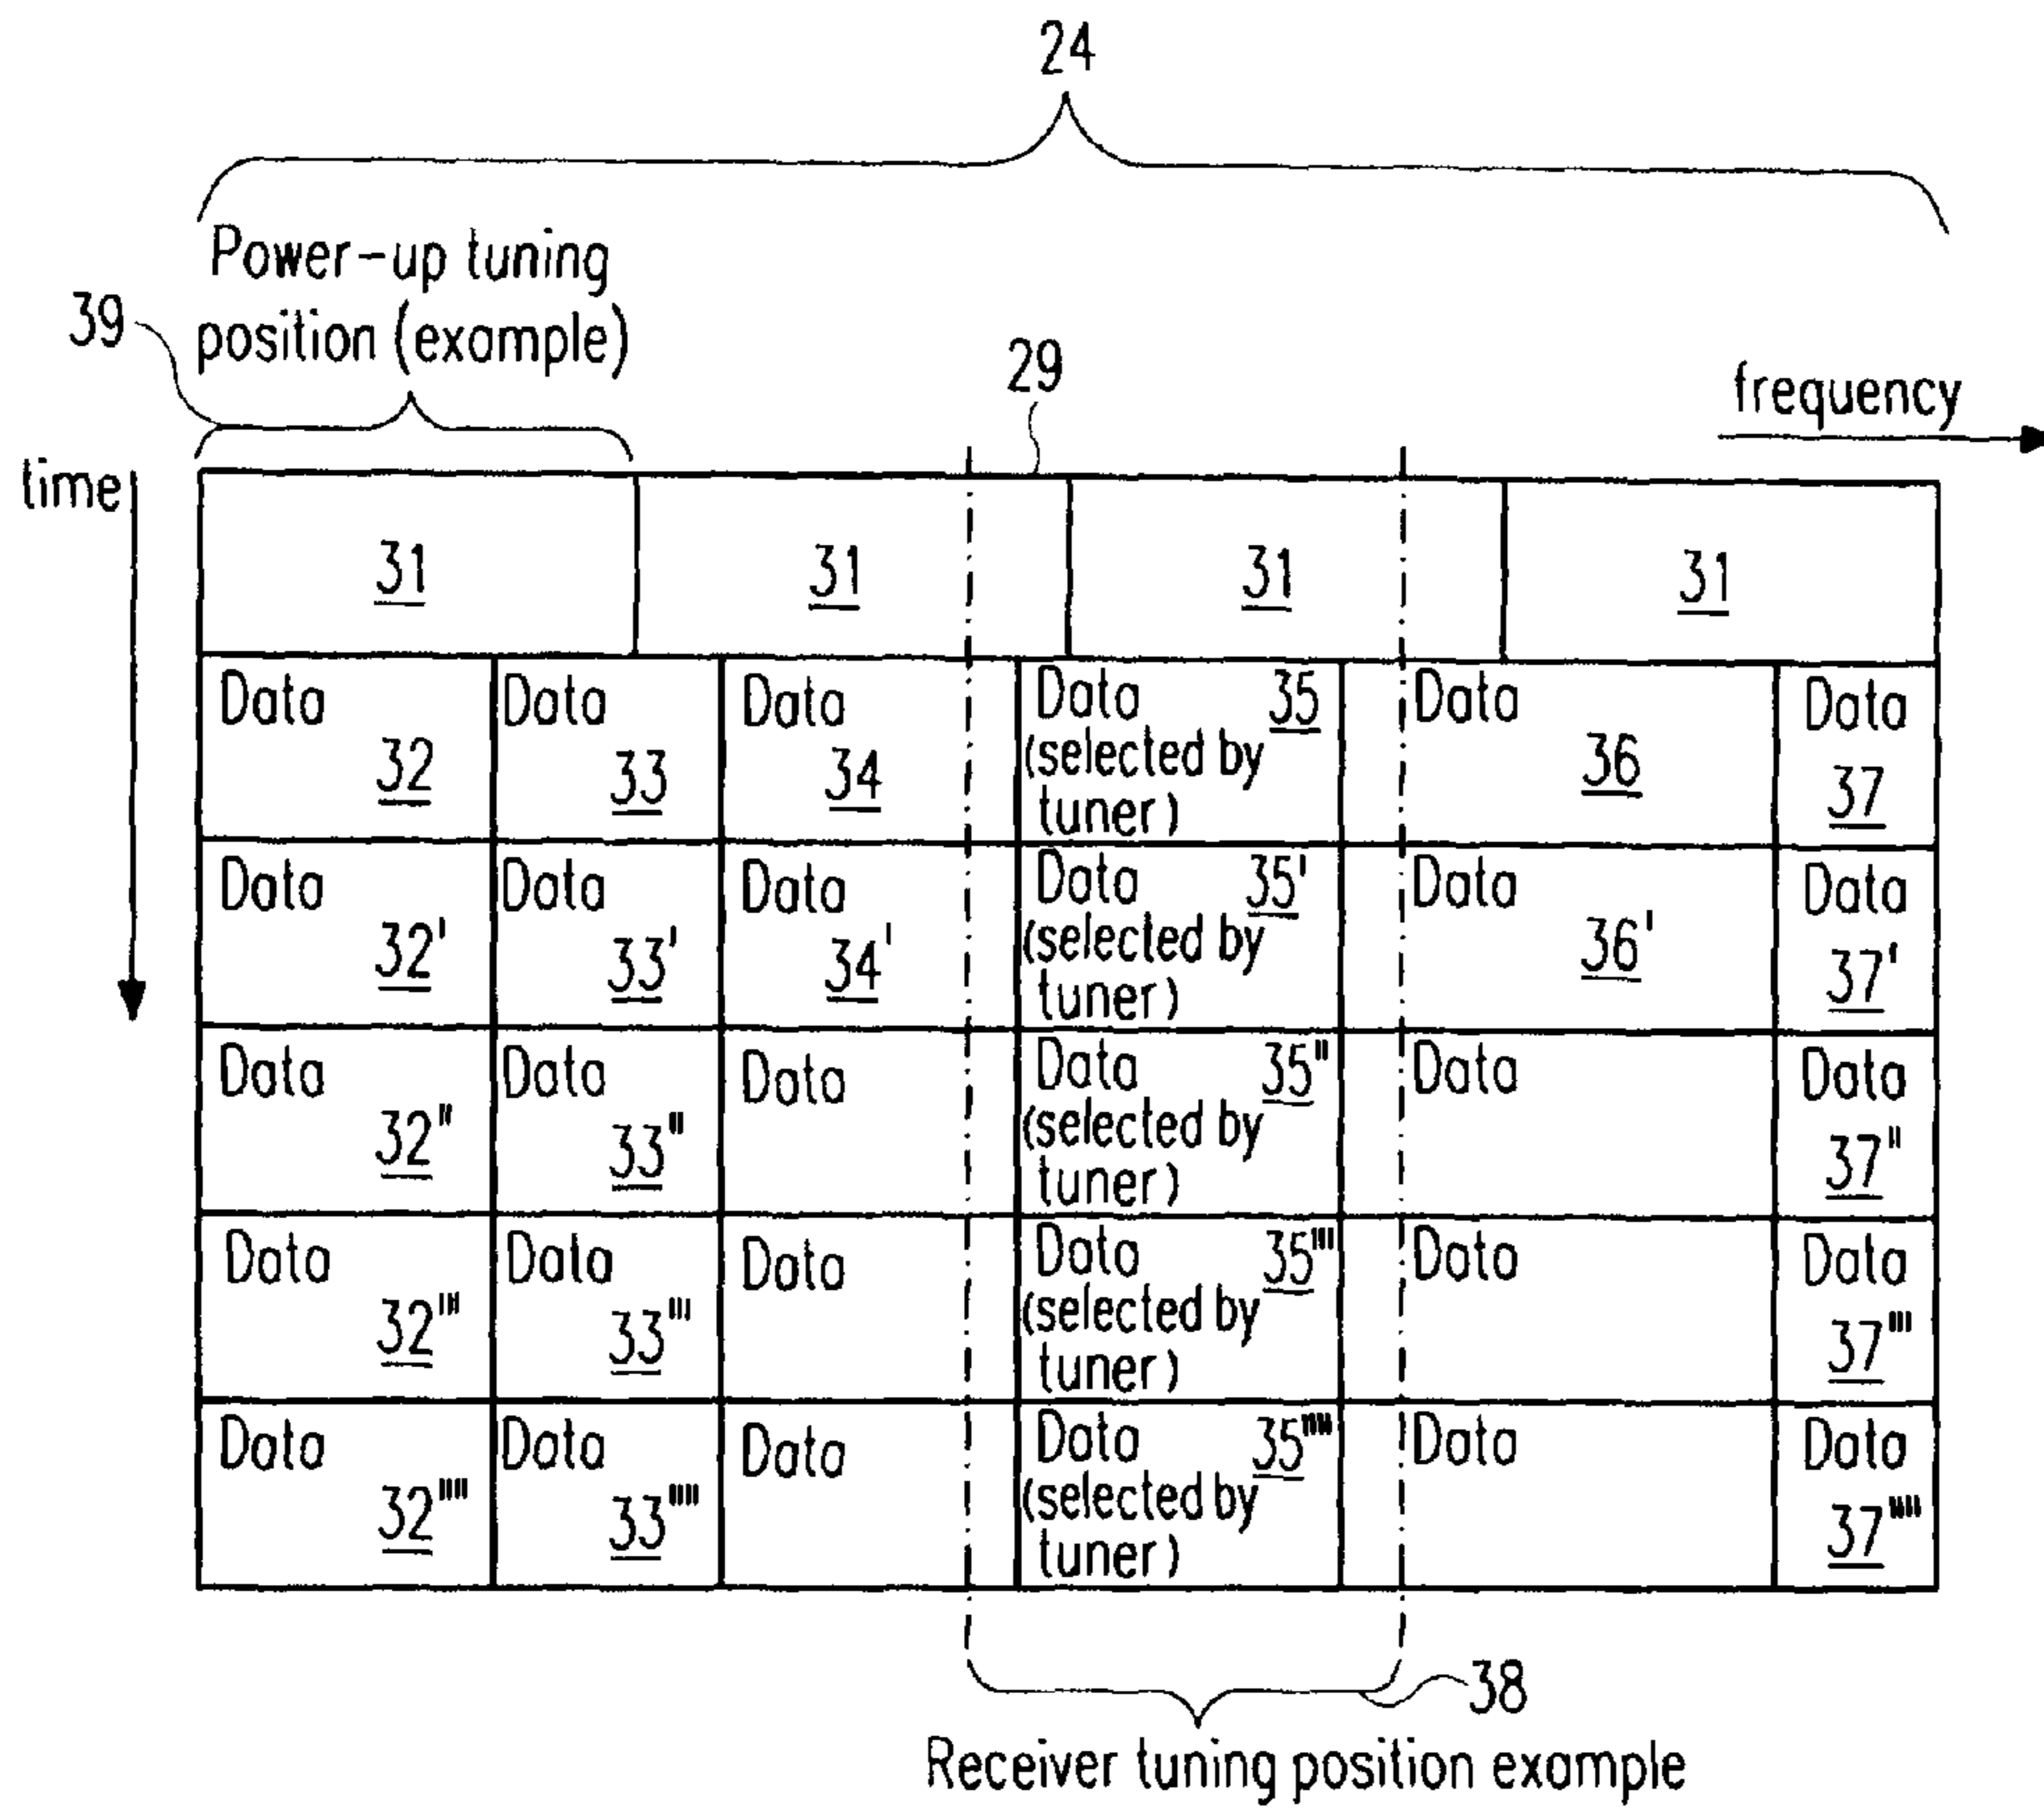 24
Power-up tuning
position (example)
39
29
frequency
time
31 31 31 31
Data 32 Data 33 Data 34 Data 35 (selected by tuner) Data 36 Data 37
Data 32' Data 33' Data 34' Data 35' (selected by tuner) Data 36' Data 37'
Data 32'' Data 33'' Data Data 35'' (selected by tuner) Data Data 37''
Data 32''' Data 33''' Data Data 35''' (selected by tuner) Data Data 37'''
Data 32'''' Data 33'''' Data Data 35'''' (selected by tuner) Data Data 37''''
38
Receiver tuning position example